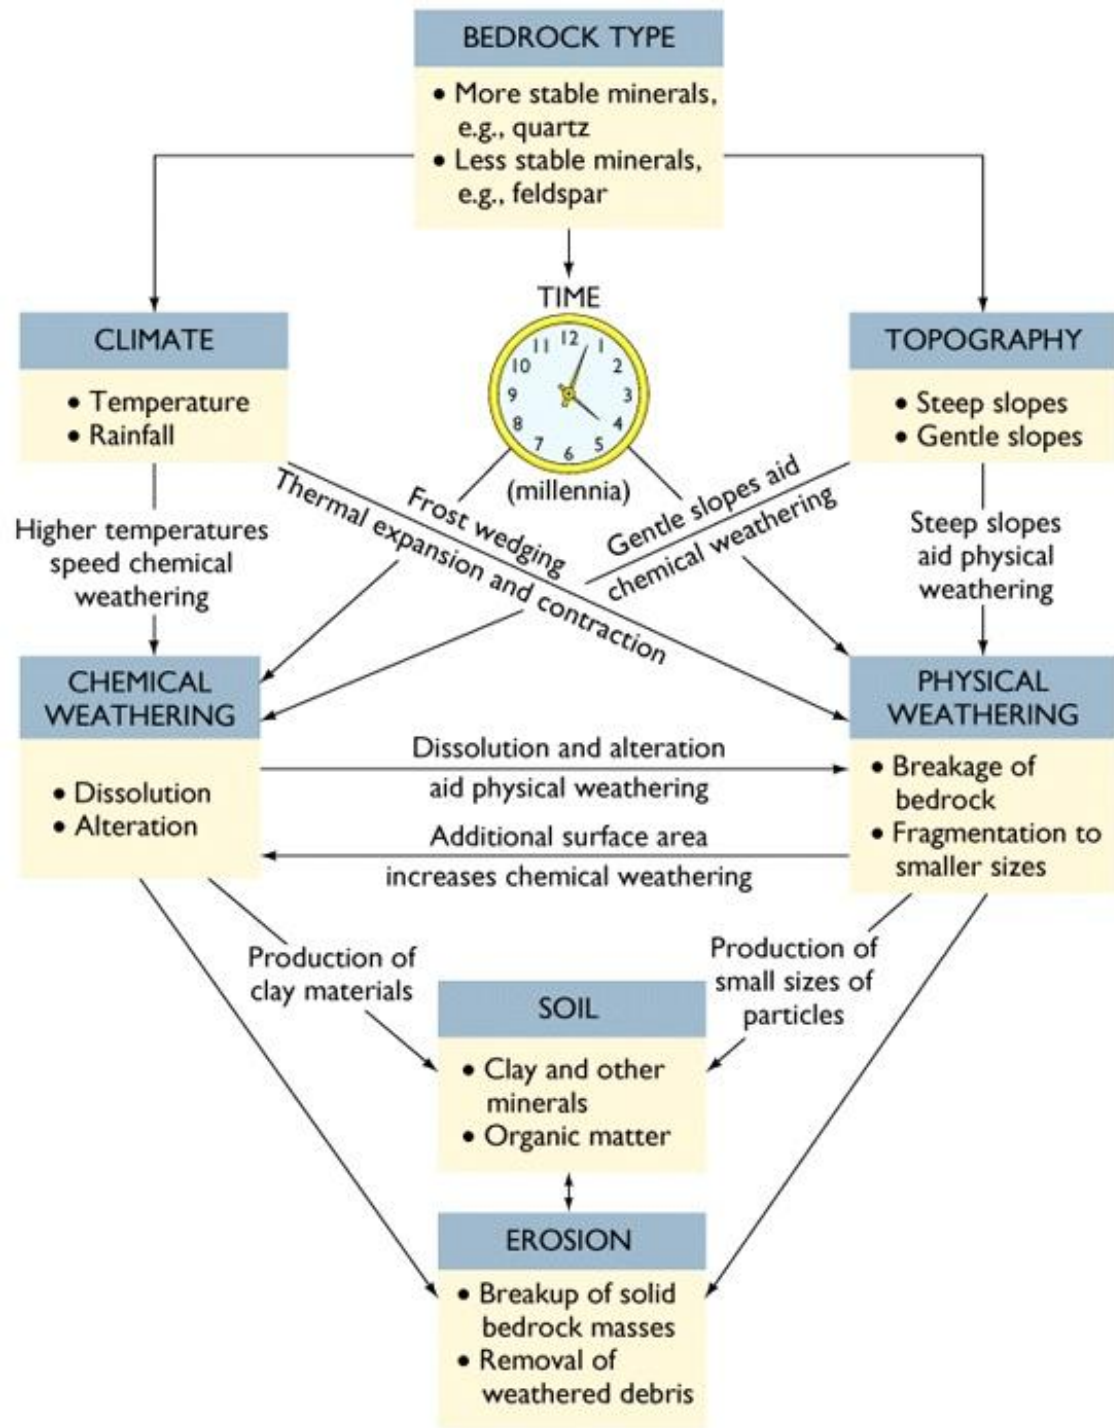 BEDROCK TYPE
• More stable minerals,
e.g., quartz
• Less stable minerals,
e.g., feldspar
TIME
12
1
2
3
4
5
6
7
8
9
10
11
(millennia)
CLIMATE
• Temperature
• Rainfall
TOPOGRAPHY
• Steep slopes
• Gentle slopes
Higher temperatures
speed chemical
weathering
Frost wedging
Thermal expansion and contraction
Gentle slopes aid
chemical weathering
Steep slopes
aid physical
weathering
CHEMICAL
WEATHERING
• Dissolution
• Alteration
Dissolution and alteration
aid physical weathering
Additional surface area
increases chemical weathering
PHYSICAL
WEATHERING
• Breakage of
bedrock
• Fragmentation to
smaller sizes
Production of
clay materials
Production of
small sizes of
particles
SOIL
• Clay and other
minerals
• Organic matter
EROSION
• Breakup of solid
bedrock masses
• Removal of
weathered debris